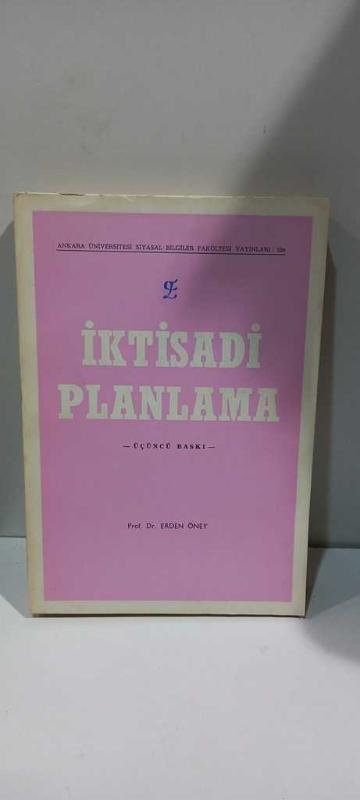 ANKARA ÜNİVERSİTESİ SİYASAL BİLGİLER FAKÜLTESİ YAYINLARI:
İKTİSADİ
PLANLAMA
— ÜÇÜNCÜ BASKI —
Prof. Dr. ERDEN ÖNEY